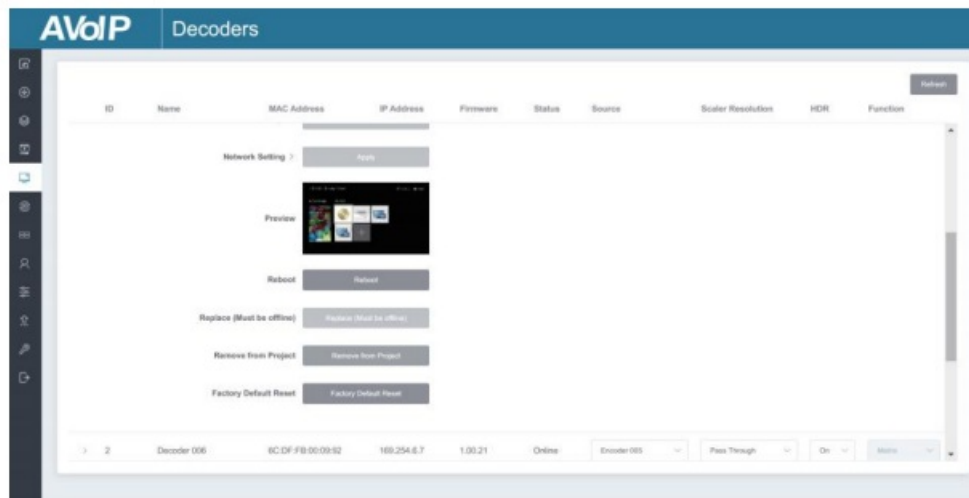 AVoIP Decoders
Refresh
ID Name MAC Address IP Address Firmware Status Source Scaler Resolution HDR Function
Network Setting > Apply
Preview
Reboot Reboot
Replace (Must be offline) Replace (Must be offline)
Remove from Project Remove from Project
Factory Default Reset Factory Default Reset
> 2 Decoder 006 6C:DF:FB:00:09:92 169.254.6.7 1.00.21 Online Encoder 005 Pass Through On Matrix